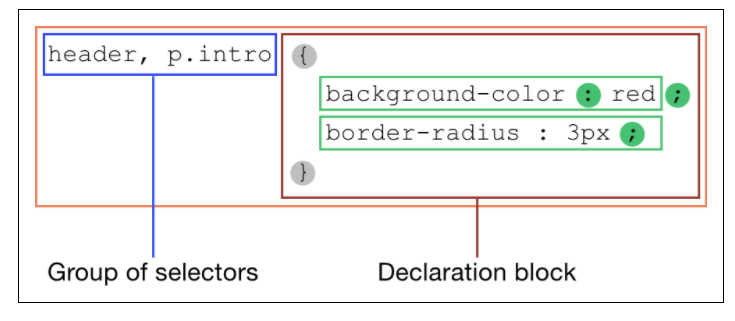 header, p.intro {
background-color : red ;
border-radius : 3px ;
}
Group of selectors
Declaration block